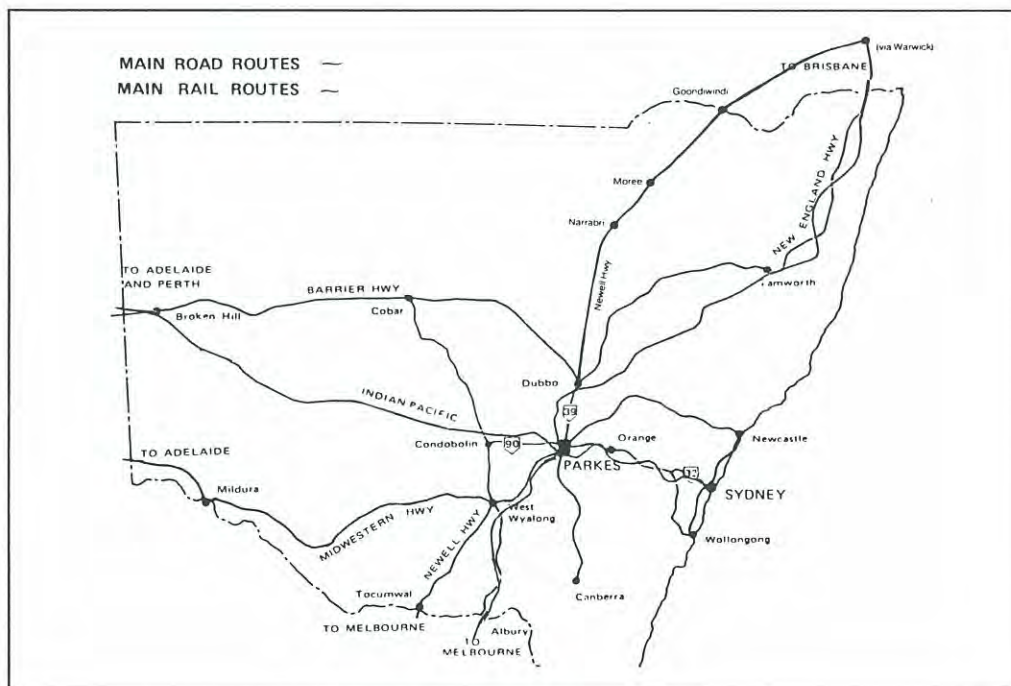 MAIN ROAD ROUTES
MAIN RAIL ROUTES
(via Warwick)
TO BRISBANE
Goondiwindi
NEW ENGLAND HWY
Moree
Narrabri
Newell Hwy
Tamworth
TO ADELAIDE
AND PERTH
BARRIER HWY
Broken Hill
Cobar
Dubbo
39
INDIAN PACIFIC
Condobolin
90
Orange
Newcastle
PARKES
32
SYDNEY
TO ADELAIDE
Mildura
MIDWESTERN HWY
NEWELL HWY
West
Wyalong
Wollongong
Tocumwal
Canberra
TO MELBOURNE
Albury
TO
MELBOURNE